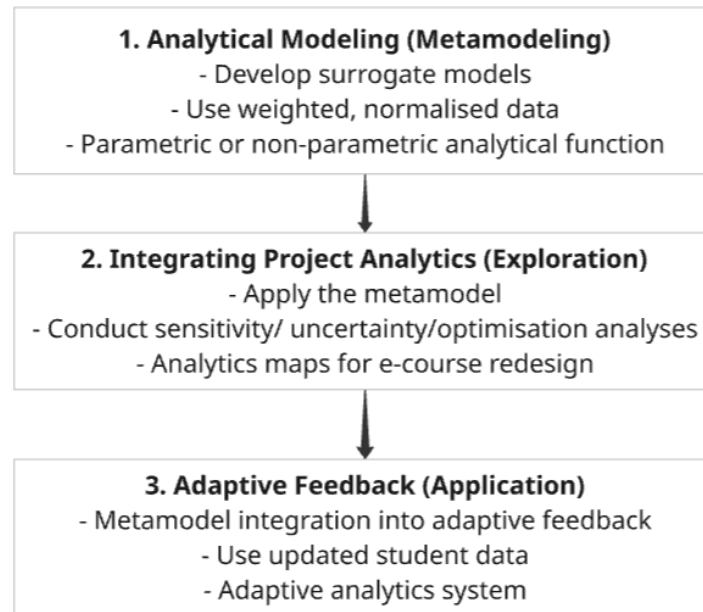 1. Analytical Modeling (Metamodeling)
- Develop surrogate models
- Use weighted, normalised data
- Parametric or non-parametric analytical function
2. Integrating Project Analytics (Exploration)
- Apply the metamodel
- Conduct sensitivity/ uncertainty/optimisation analyses
- Analytics maps for e-course redesign
3. Adaptive Feedback (Application)
- Metamodel integration into adaptive feedback
- Use updated student data
- Adaptive analytics system